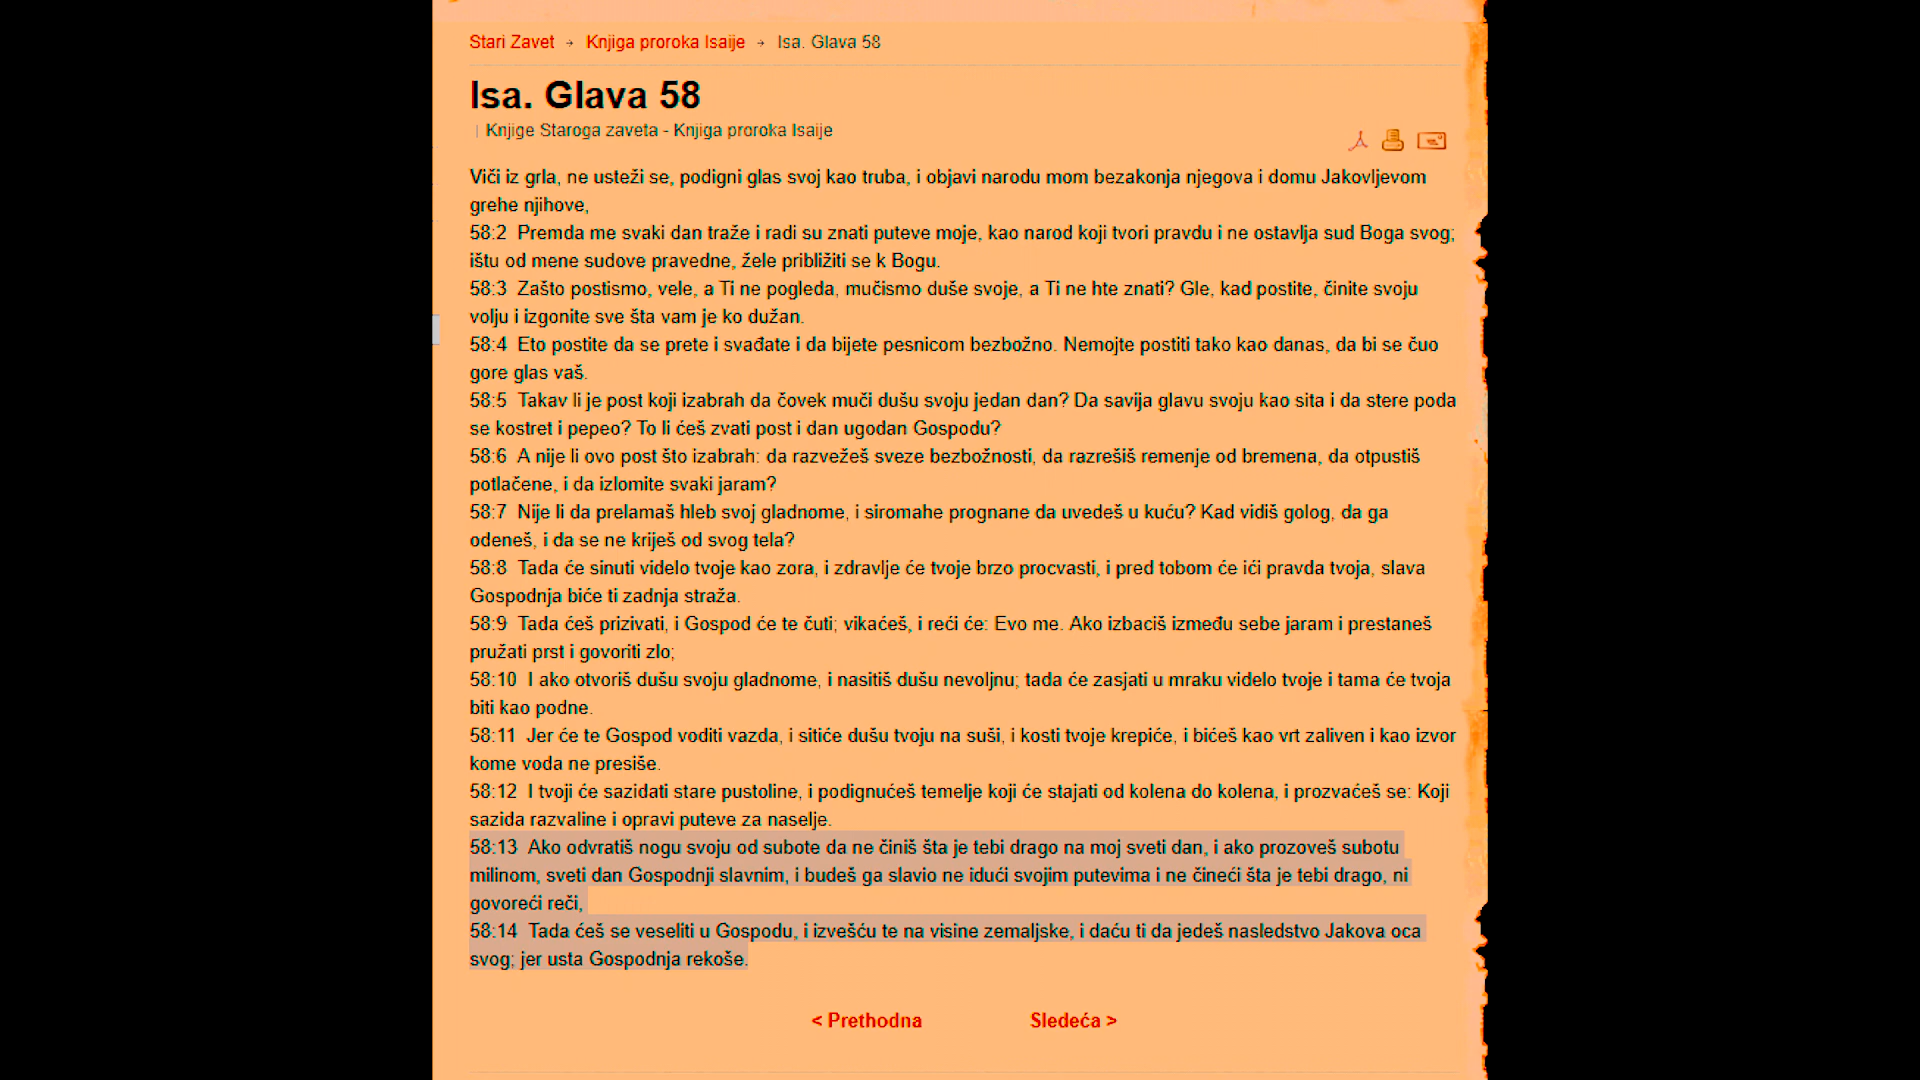 Stari Zavet → Knjiga proroka Isaije → Isa. Glava 58
Isa. Glava 58
| Knjige Staroga zaveta - Knjiga proroka Isaije
Viči iz grla, ne usteži se, podigni glas svoj kao truba, i objavi narodu mom bezakonja njegova i domu Jakovljevom
grehe njihove,
58:2 Premda me svaki dan traže i radi su znati puteve moje, kao narod koji tvori pravdu i ne ostavlja sud Boga svog;
ištu od mene sudove pravedne, žele približiti se k Bogu.
58:3 Zašto postismo, vele, a Ti ne pogleda, mučismo duše svoje, a Ti ne hte znati? Gle, kad postite, činite svoju
volju i izgonite sve šta vam je ko dužan.
58:4 Eto postite da se prete i svađate i da bijete pesnicom bezbožno. Nemojte postiti tako kao danas, da bi se čuo
gore glas vaš.
58:5 Takav li je post koji izabrah da čovek muči dušu svoju jedan dan? Da savija glavu svoju kao sita i da stere poda
se kostret i pepeo? To li ćeš zvati post i dan ugodan Gospodu?
58:6 A nije li ovo post što izabrah: da razvežeš sveze bezbožnosti, da razrešiš remenje od bremena, da otpustiš
potlačene, i da izlomite svaki jaram?
58:7 Nije li da prelamaš hleb svoj gladnome, i siromahe prognane da uvedeš u kuću? Kad vidiš golog, da ga
odeneš, i da se ne kriješ od svog tela?
58:8 Tada će sinuti videlo tvoje kao zora, i zdravlje će tvoje brzo procvasti, i pred tobom će ići pravda tvoja, slava
Gospodnja biće ti zadnja straža.
58:9 Tada ćeš prizivati, i Gospod će te čuti; vikaćeš, i reći će: Evo me. Ako izbaciš između sebe jaram i prestaneš
pružati prst i govoriti zlo;
58:10 I ako otvoriš dušu svoju gladnome, i nasitiš dušu nevoljnu; tada će zasjati u mraku videlo tvoje i tama će tvoja
biti kao podne.
58:11 Jer će te Gospod voditi vazda, i sitiće dušu tvoju na suši, i kosti tvoje krepiće, i bićeš kao vrt zaliven i kao izvor
kome voda ne presiše.
58:12 I tvoji će sazidati stare pustoline, i podignućeš temelje koji će stajati od kolena do kolena, i prozvaćeš se: Koji
sazida razvaline i opravi puteve za naselje.
58:13 Ako odvratiš nogu svoju od subote da ne činiš šta je tebi drago na moj sveti dan, i ako prozoveš subotu
milinom, sveti dan Gospodnji slavnim, i budeš ga slavio ne idući svojim putevima i ne čineći šta je tebi drago, ni
govoreći reči,
58:14 Tada ćeš se veseliti u Gospodu, i izvešću te na visine zemaljske, i daću ti da jedeš nasledstvo Jakova oca
svog; jer usta Gospodnja rekoše.
&lt; Prethodna Sledeća &gt;